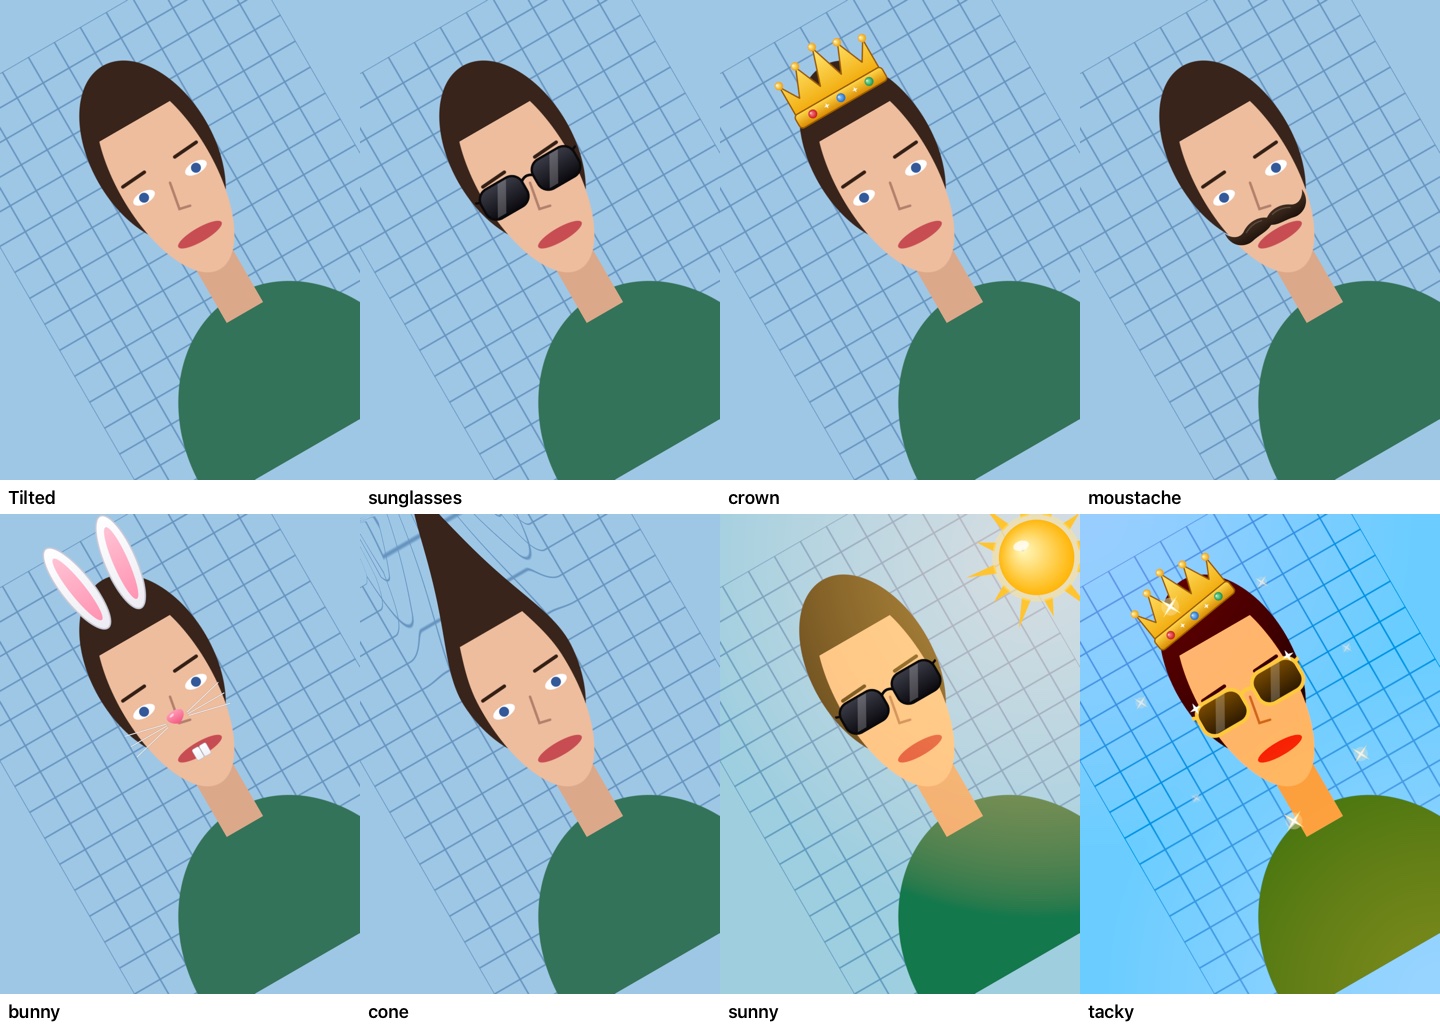 Tilted
sunglasses
crown
moustache
bunny
cone
sunny
tacky